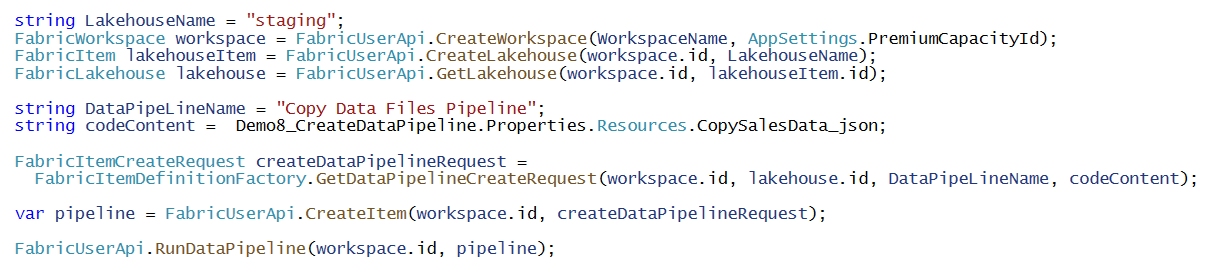 string LakehouseName = "staging";
FabricWorkspace workspace = FabricUserApi.CreateWorkspace(WorkspaceName, AppSettings.PremiumCapacityId);
FabricItem lakehouseItem = FabricUserApi.CreateLakehouse(workspace.id, LakehouseName);
FabricLakehouse lakehouse = FabricUserApi.GetLakehouse(workspace.id, lakehouseItem.id);
string DataPipeLineName = "Copy Data Files Pipeline";
string codeContent =  Demo8_CreateDataPipeline.Properties.Resources.CopySalesData_json;
FabricItemCreateRequest createDataPipelineRequest =
  FabricItemDefinitionFactory.GetDataPipelineCreateRequest(workspace.id, lakehouse.id, DataPipeLineName, codeContent);
var pipeline = FabricUserApi.CreateItem(workspace.id, createDataPipelineRequest);
FabricUserApi.RunDataPipeline(workspace.id, pipeline);